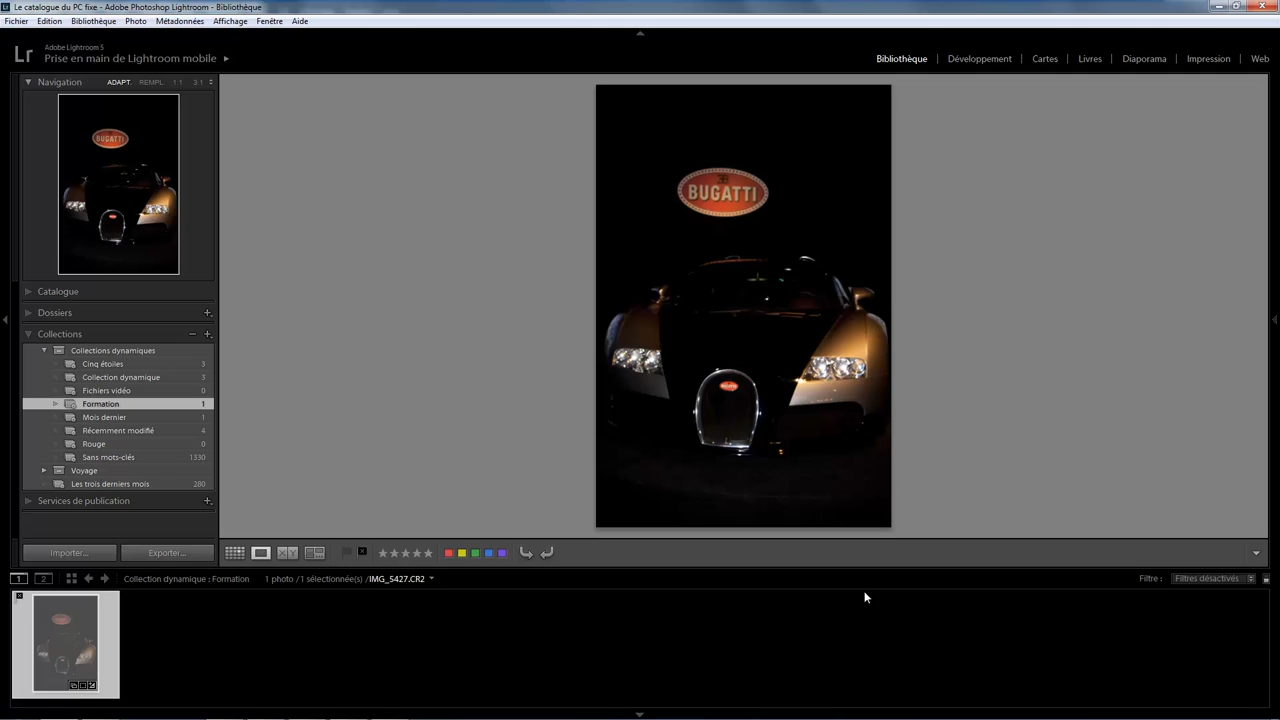 Le catalogue du PC fixe - Adobe Photoshop Lightroom - Bibliothèque
Fichier Edition Bibliothèque Photo Métadonnées Affichage Fenêtre Aide
Lr
Adobe Lightroom 5
Prise en main de Lightroom mobile
Bibliothèque Développement Cartes Livres Diaporama Impression Web
Navigation ADAPT. REMPL. 1:1 3:1
BUGATTI
BUGATTI
Catalogue
Dossiers
Collections
Collections dynamiques
Cinq étoiles 3
Collection dynamique 3
Fichiers vidéo 0
Formation 1
Mois dernier 1
Récemment modifié 4
Rouge 0
Sans mots-clés 1330
Voyage
Les trois derniers mois 280
Services de publication
Importer... Exporter...
X Y
1 2 Collection dynamique : Formation 1 photo /1 sélectionnée(s) /IMG_5427.CR2 Filtre : Filtres désactivés